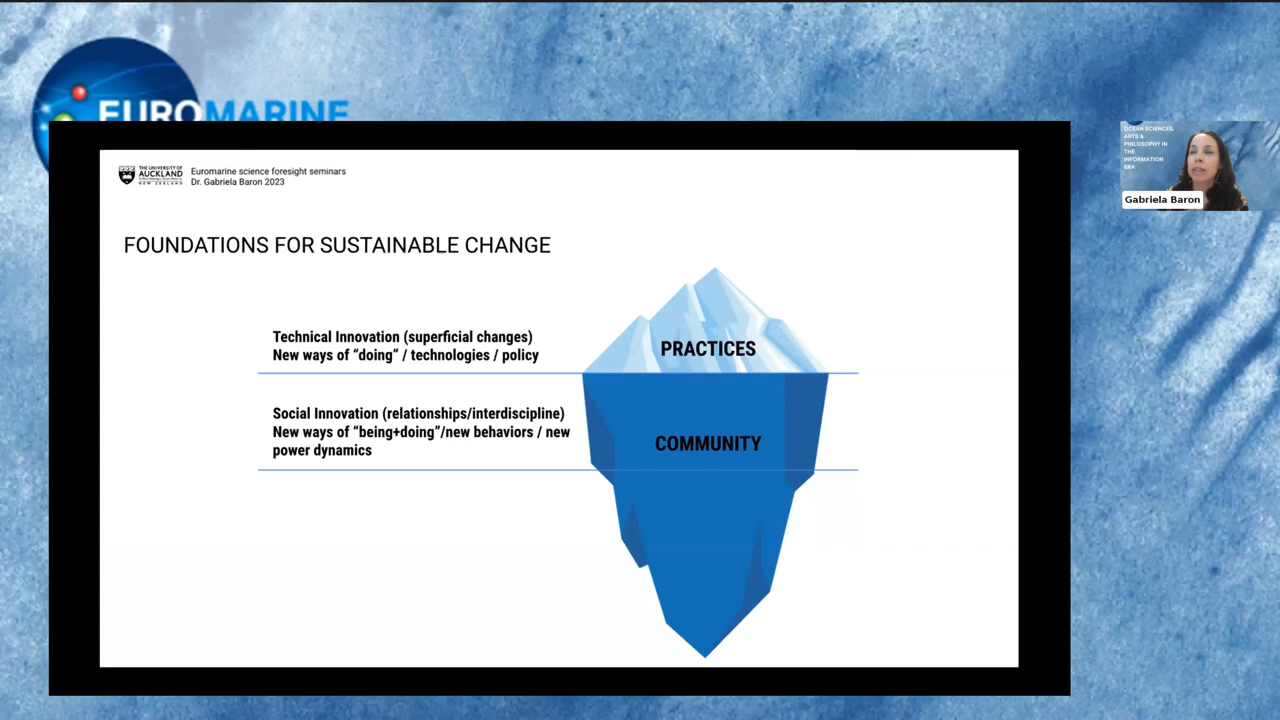 EUROMARINE
THE UNIVERSITY OF
AUCKLAND
NEW ZEALAND
Euromarine science foresight seminars
Dr. Gabriela Baron 2023
FOUNDATIONS FOR SUSTAINABLE CHANGE
Technical Innovation (superficial changes)
New ways of “doing” / technologies / policy
PRACTICES
Social Innovation (relationships/interdiscipline)
New ways of “being+doing”/new behaviors / new
power dynamics
COMMUNITY
OCEAN SCIENCES,
ARTS &
PHILOSOPHY IN
THE
INFORMATION
ERA
Gabriela Baron